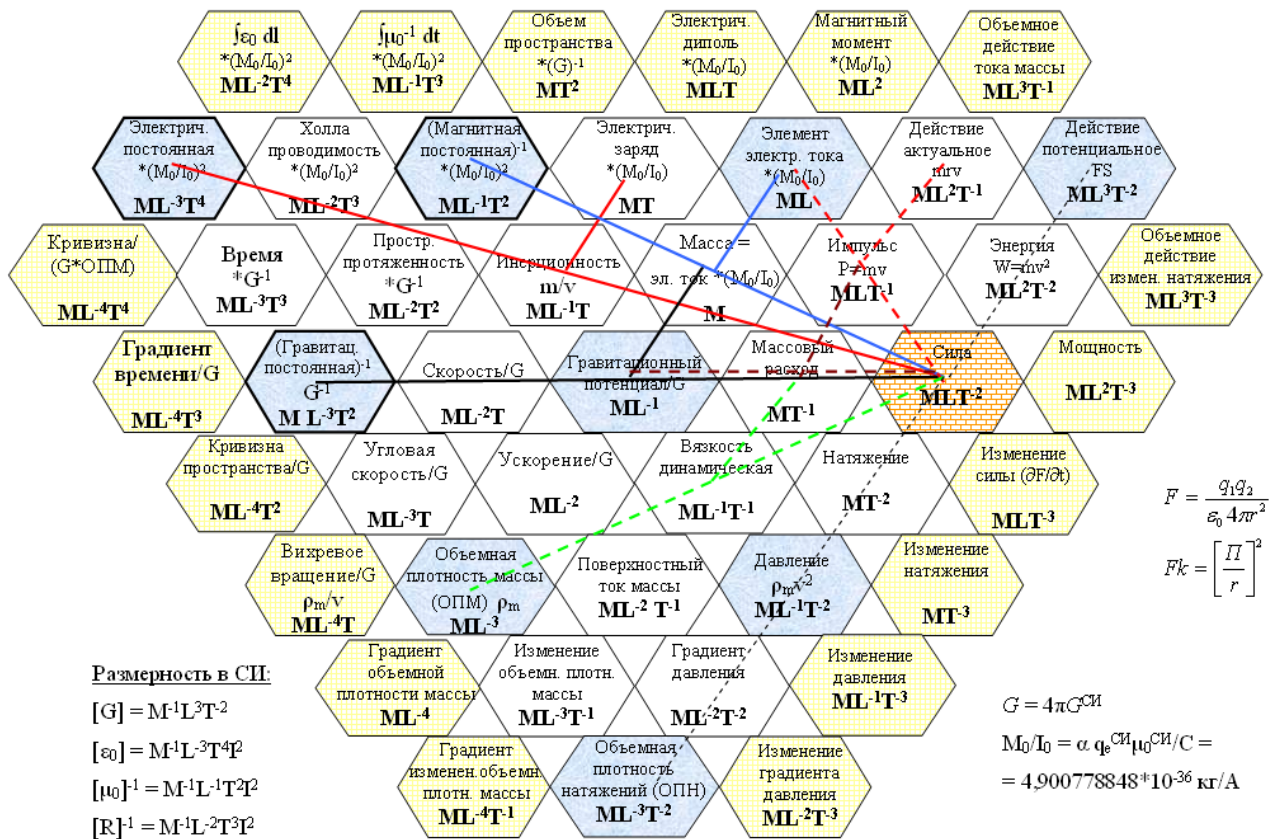 ∫ε₀ dl
*(M₀/I₀)²
ML⁻²T⁴
∫μ₀⁻¹ dt
*(M₀/I₀)²
ML⁻¹T³
Объем
пространства
*(G)⁻¹
MT²
Электрич.
диполь
*(M₀/I₀)
MLT
Магнитный
момент
*(M₀/I₀)
ML²
Объемное
действие
тока массы
ML³T⁻¹
Электрич.
постоянная
*(M₀/I₀)²
ML⁻³T⁴
Холла
проводимость
*(M₀/I₀)²
ML⁻²T³
(Магнитная
постоянная)⁻¹
*(M₀/I₀)²
ML⁻¹T²
Электрич.
заряд
*(M₀/I₀)
MT
Элемент
электр. тока
*(M₀/I₀)
ML
Действие
актуальное
mrv
ML²T⁻¹
Действие
потенциальное
FS
ML³T⁻²
Кривизна/
(G*ОПМ)
ML⁻⁴T⁴
Время
*G⁻¹
ML⁻³T³
Простр.
протяженность
*G⁻¹
ML⁻²T²
Инерционность
m/v
ML⁻¹T
Масса =
эл. ток *(M₀/I₀)
M
Импульс
P=mv
MLT⁻¹
Энергия
W=mv²
ML²T⁻²
Объемное
действие
измен. натяжения
ML³T⁻³
Градиент
времени/G
ML⁻⁴T³
(Гравитац.
постоянная)⁻¹
G⁻¹
M L⁻³T²
Скорость/G
ML⁻²T
Гравитационный
потенциал/G
ML⁻¹
Массовый
расход
MT⁻¹
Сила
MLT⁻²
Мощность
ML²T⁻³
Кривизна
пространства/G
ML⁻⁴T²
Угловая
скорость/G
ML⁻³T
Ускорение/G
ML⁻²
Вязкость
динамическая
ML⁻¹T⁻¹
Натяжение
MT⁻²
Изменение
силы (∂F/∂t)
MLT⁻³
F = q₁q₂ / ε₀ 4πr²
Fk = [П / r]²
Вихревое
вращение/G
ρₘ/v
ML⁻⁴T
Объемная
плотность массы
(ОПМ) ρₘ
ML⁻³
Поверхностный
ток массы
ML⁻² T⁻¹
Давление
ρₘv²
ML⁻¹T⁻²
Изменение
натяжения
MT⁻³
Градиент
объемной
плотности массы
ML⁻⁴
Изменение
объемн. плотн.
массы
ML⁻³T⁻¹
Градиент
давления
ML⁻²T⁻²
Изменение
давления
ML⁻¹T⁻³
Градиент
изменен.объемн.
плотн. массы
ML⁻⁴T⁻¹
Объемная
плотность
натяжений (ОПН)
ML⁻³T⁻²
Изменение
градиента
давления
ML⁻²T⁻³
Размерность в СИ:
[G] = M⁻¹L³T⁻²
[ε₀] = M⁻¹L⁻³T⁴I²
[μ₀]⁻¹ = M⁻¹L⁻¹T²I²
[R]⁻¹ = M⁻¹L⁻²T³I²
G = 4πG^СИ
M₀/I₀ = α qₑ^СИ μ₀^СИ/C =
= 4,900778848*10⁻³⁶ кг/А